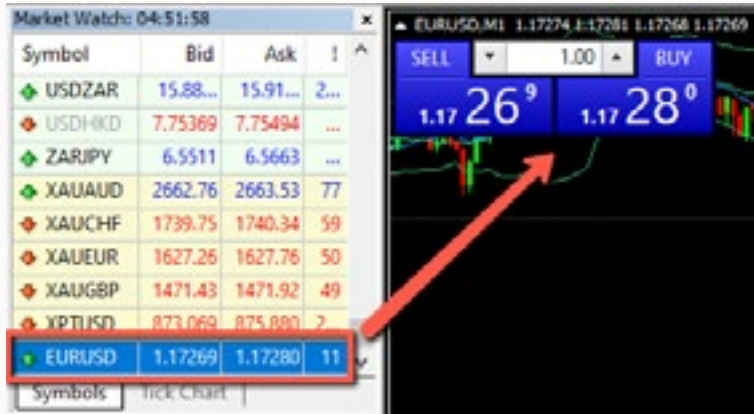 Market Watch: 04:51:58
Symbol Bid Ask !
USDZAR 15.88... 15.91... 2...
USDHKD 7.75369 7.75494 ...
ZARJPY 6.5511 6.5663 ...
XAUAUD 2662.76 2663.53 77
XAUCHF 1739.75 1740.34 59
XAUEUR 1627.26 1627.76 50
XAUGBP 1471.43 1471.92 49
XPTUSD 873.069 875.880 2...
EURUSD 1.17269 1.17280 11
Symbols Tick Chart
EURUSD,M1 1.17274 1.17281 1.17268 1.17269
SELL 1.00 BUY
1.17 26 9 1.17 28 0